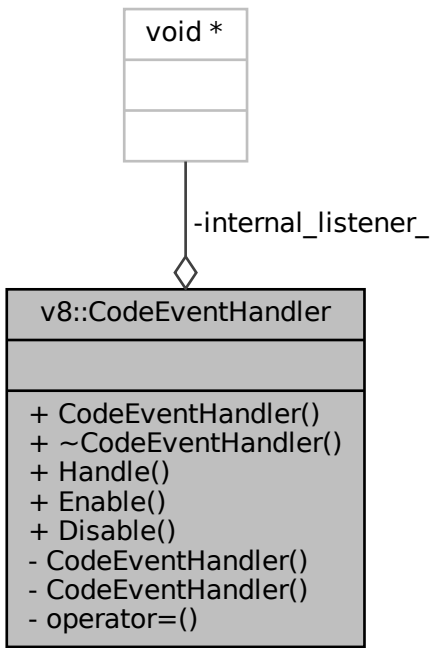 void *
-internal_listener_
v8::CodeEventHandler
+ CodeEventHandler()
+ ~CodeEventHandler()
+ Handle()
+ Enable()
+ Disable()
- CodeEventHandler()
- CodeEventHandler()
- operator=()